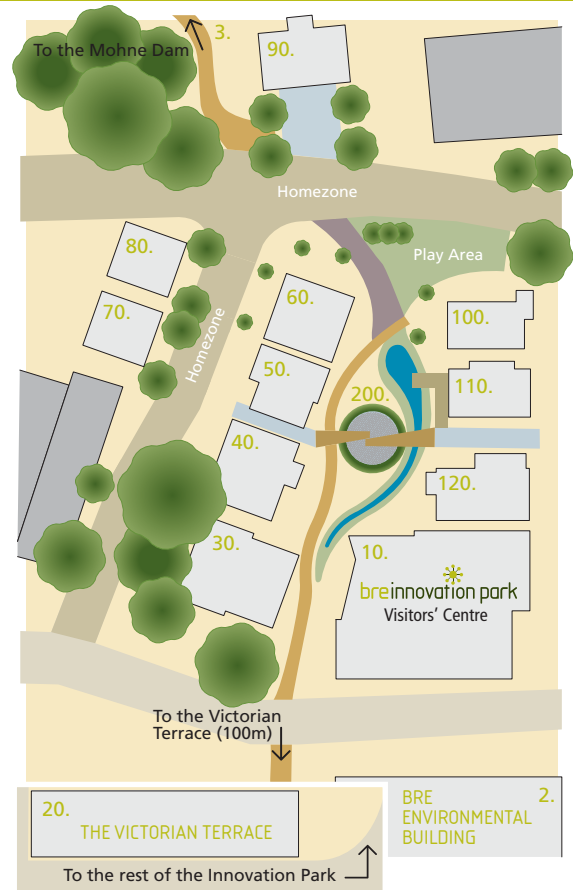 3.
To the Mohne Dam
90.
Homezone
80.
Play Area
60.
70.
100.
Homezone
50.
110.
200.
40.
120.
30.
10.
breinnovation park
Visitors' Centre
To the Victorian
Terrace (100m)
20.
THE VICTORIAN TERRACE
BRE
ENVIRONMENTAL
BUILDING
2.
To the rest of the Innovation Park